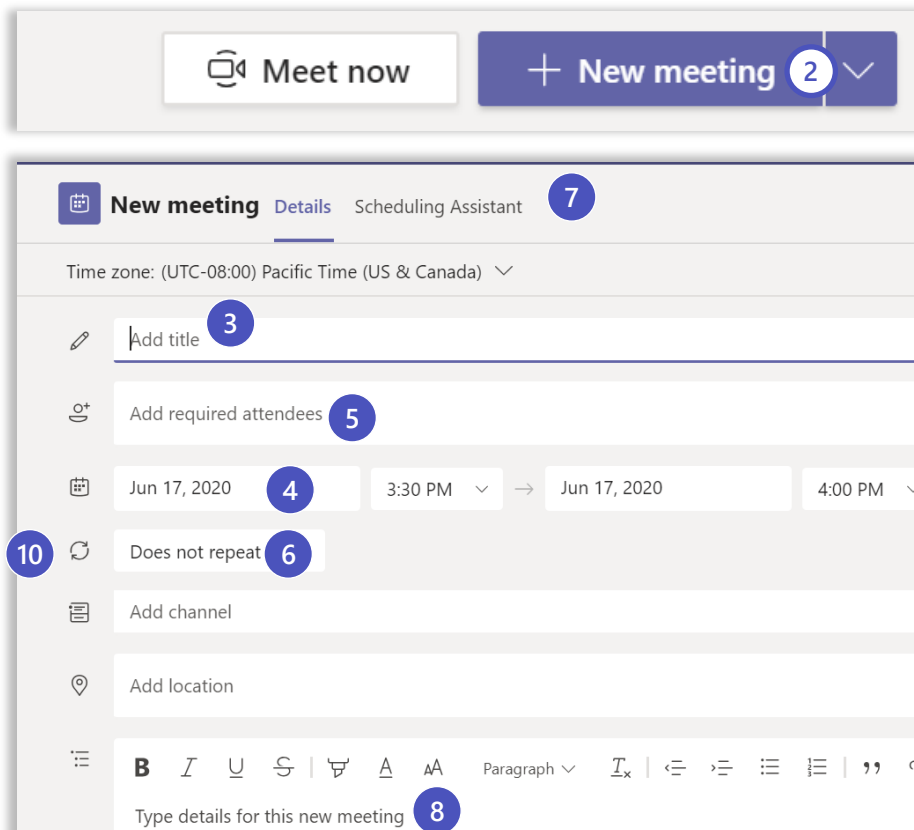 Meet now
+ New meeting 2
New meeting Details Scheduling Assistant 7
Time zone: (UTC-08:00) Pacific Time (US & Canada)
Add title 3
Add required attendees 5
Jun 17, 2020 4 3:30 PM → Jun 17, 2020 4:00 PM
10 Does not repeat 6
Add channel
Add location
B I U S A AA Paragraph Tx
Type details for this new meeting 8